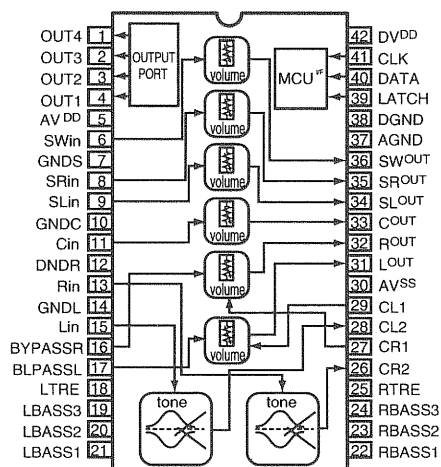 OUT4 1
OUT3 2
OUT2 3
OUT1 4
AVDD 5
SWin 6
GNDS 7
SRin 8
SLin 9
GNDC 10
Cin 11
DNDR 12
Rin 13
GNDL 14
Lin 15
BYPASSR 16
BLPASSL 17
LTRE 18
LBASS3 19
LBASS2 20
LBASS1 21
OUTPUT
PORT
volume
volume
volume
volume
volume
volume
tone
tone
MCU I/F
42 DVDD
41 CLK
40 DATA
39 LATCH
38 DGND
37 AGND
36 SWOUT
35 SROUT
34 SLOUT
33 COUT
32 ROUT
31 LOUT
30 AVSS
29 CL1
28 CL2
27 CR1
26 CR2
25 RTRE
24 RBASS3
23 RBASS2
22 RBASS1